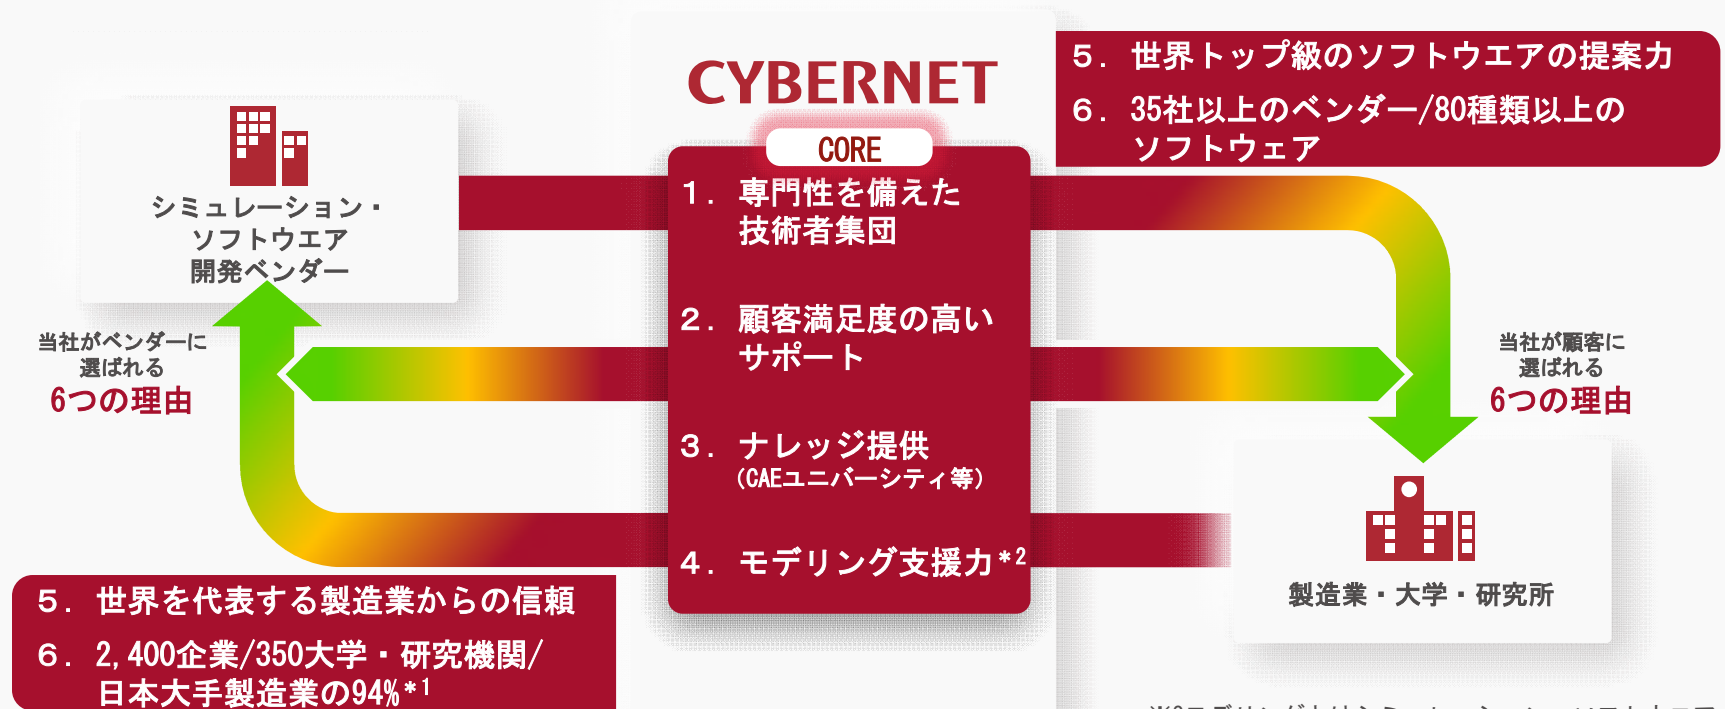 CYBERNET
CORE
シミュレーション・
ソフトウエア
開発ベンダー
1. 専門性を備えた
技術者集団
2. 顧客満足度の高い
サポート
3. ナレッジ提供
(CAEユニバーシティ等)
4. モデリング支援力*2
5. 世界トップ級のソフトウエアの提案力
6. 35社以上のベンダー/80種類以上の
ソフトウェア
当社がベンダーに
選ばれる
6つの理由
当社が顧客に
選ばれる
6つの理由
製造業・大学・研究所
5. 世界を代表する製造業からの信頼
6. 2,400企業/350大学・研究機関/
日本大手製造業の94%*1